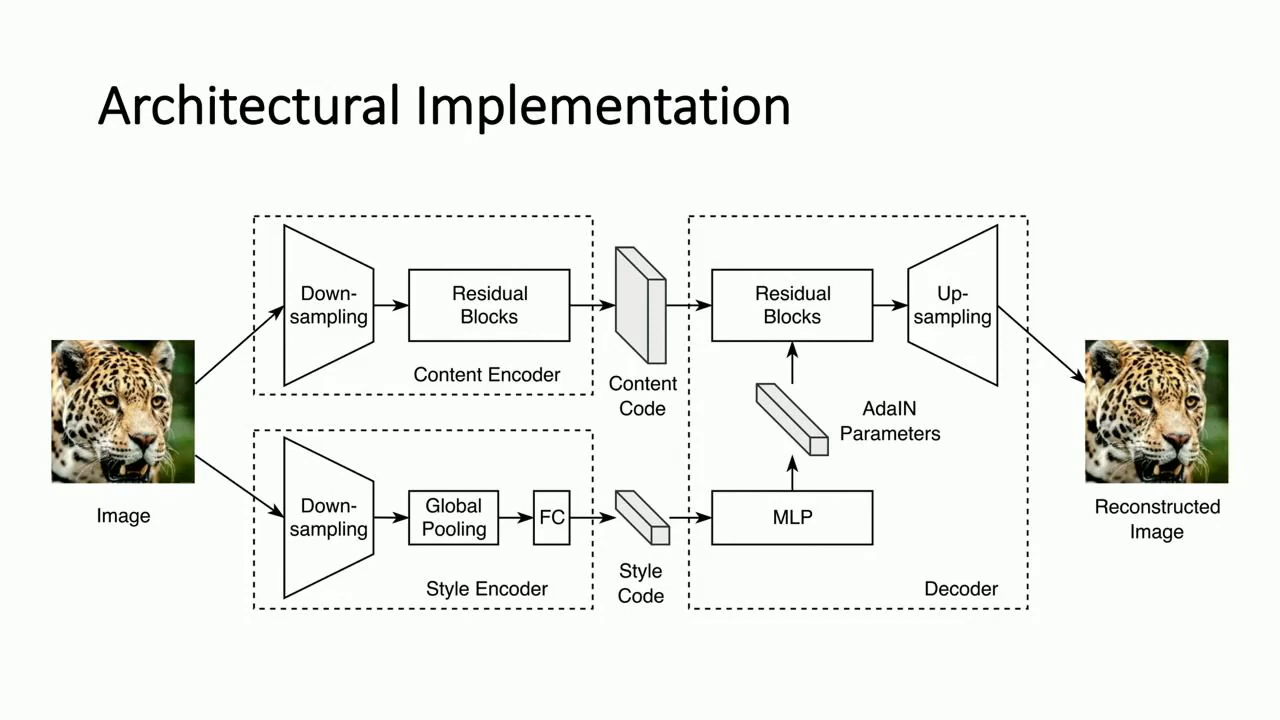 Architectural Implementation
Down-
sampling
Residual
Blocks
Content Encoder
Content
Code
Residual
Blocks
Up-
sampling
AdaIN
Parameters
Image
Down-
sampling
Global
Pooling
FC
Style Encoder
Style
Code
MLP
Decoder
Reconstructed
Image